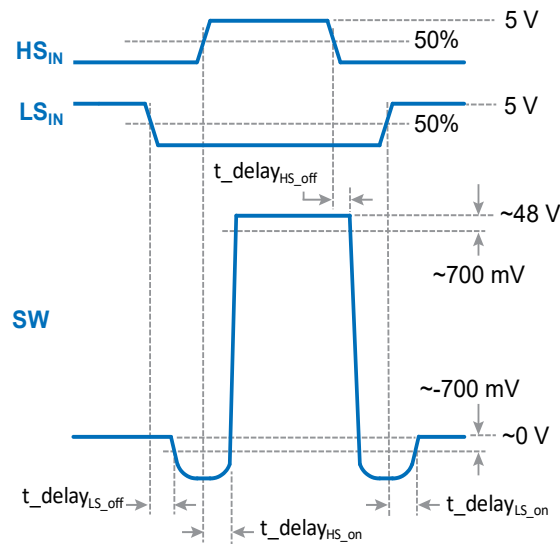 5 V
50%
HS_IN
5 V
LS_IN
50%
t_delay_HS_off
~48 V
~700 mV
SW
~-700 mV
~0 V
t_delay_LS_off
t_delay_LS_on
t_delay_HS_on